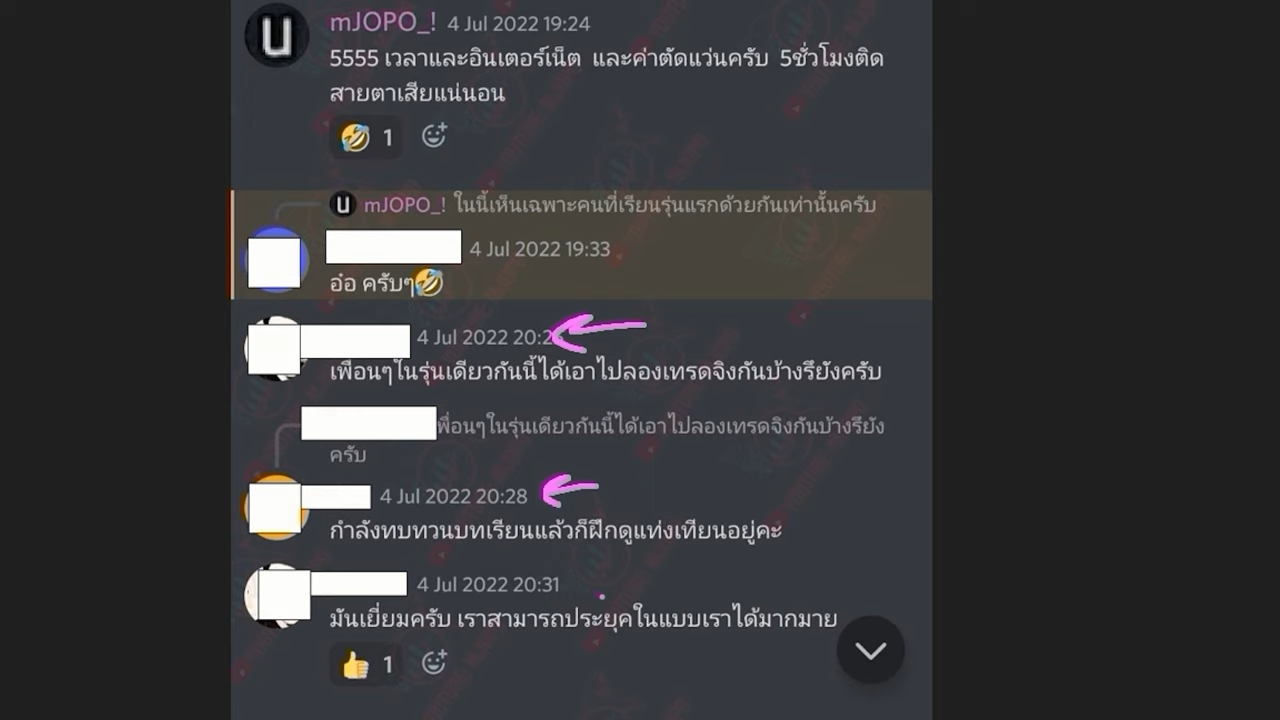 U mJOPO_! 4 Jul 2022 19:24
5555 เวลาและอินเตอร์เน็ต และค่าตัดแว่นครับ 5ชั่วโมงติด
สายตาเสียแน่นอน
🤣 1
U mJOPO_! ในนี้เห็นเฉพาะคนที่เรียนรุ่นแรกด้วยกันเท่านั้นครับ
4 Jul 2022 19:33
อ๋อ ครับๆ🤣
4 Jul 2022
เพื่อนๆในรุ่นเดียวกันนี้ได้เอาไปลองเทรดจิงกันบ้างรึยังครับ
พื่อนๆในรุ่นเดียวกันนี้ได้เอาไปลองเทรดจิงกันบ้างรึยัง
ครับ
4 Jul 2022 20:28
กำลังทบทวนบทเรียนแล้วก็ฝึกดูแท่งเทียนอยู่คะ
4 Jul 2022 20:31
มันเยี่ยมครับ เราสามารถประยุคในแบบเราได้มากมาย
👍 1